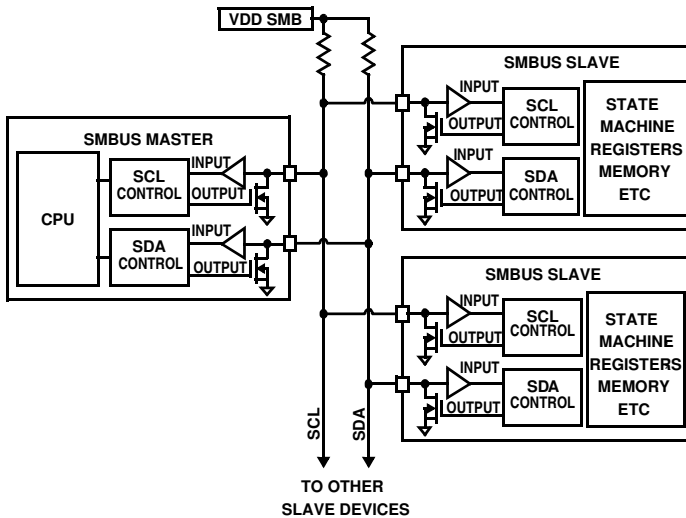 VDD SMB
SMBUS SLAVE
INPUT
OUTPUT
SCL
CONTROL
INPUT
OUTPUT
SDA
CONTROL
STATE
MACHINE
REGISTERS
MEMORY
ETC
SMBUS MASTER
CPU
SCL
CONTROL
INPUT
OUTPUT
SDA
CONTROL
INPUT
OUTPUT
SMBUS SLAVE
INPUT
OUTPUT
SCL
CONTROL
INPUT
OUTPUT
SDA
CONTROL
STATE
MACHINE
REGISTERS
MEMORY
ETC
SCL
SDA
TO OTHER
SLAVE DEVICES